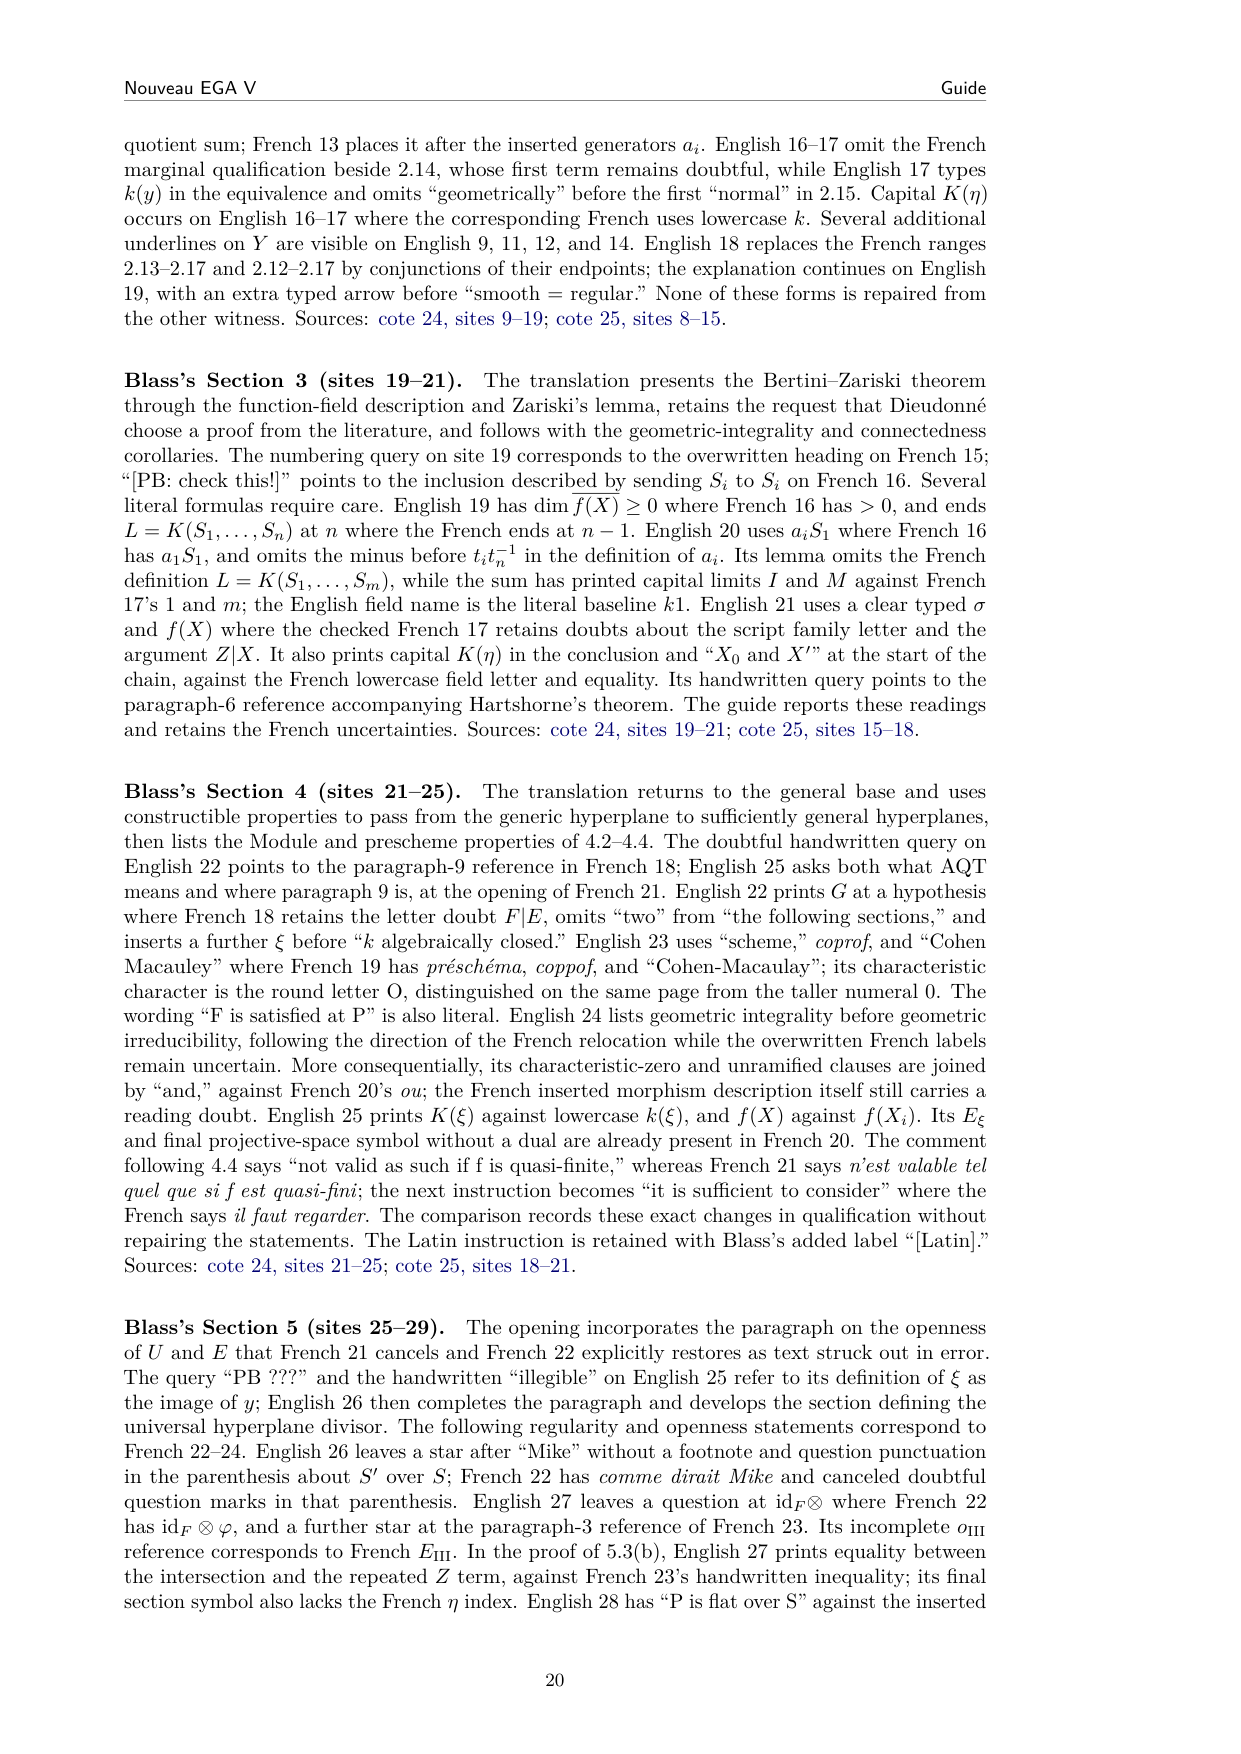 Nouveau EGA V
Guide
quotient sum; French 13 places it after the inserted generators aᵢ. English 16–17 omit the French
marginal qualification beside 2.14, whose first term remains doubtful, while English 17 types
k(y) in the equivalence and omits “geometrically” before the first “normal” in 2.15. Capital K(η)
occurs on English 16–17 where the corresponding French uses lowercase k. Several additional
underlines on Y are visible on English 9, 11, 12, and 14. English 18 replaces the French ranges
2.13–2.17 and 2.12–2.17 by conjunctions of their endpoints; the explanation continues on English
19, with an extra typed arrow before “smooth = regular.” None of these forms is repaired from
the other witness. Sources: cote 24, sites 9–19; cote 25, sites 8–15.
Blass’s Section 3 (sites 19–21). The translation presents the Bertini–Zariski theorem
through the function-field description and Zariski’s lemma, retains the request that Dieudonné
choose a proof from the literature, and follows with the geometric-integrality and connectedness
corollaries. The numbering query on site 19 corresponds to the overwritten heading on French 15;
“[PB: check this!]” points to the inclusion described by sending Sᵢ to Sᵢ on French 16. Several
literal formulas require care. English 19 has dim \overline{f(X)} ≥ 0 where French 16 has > 0, and ends
L = K(S₁, . . . , Sₙ) at n where the French ends at n − 1. English 20 uses aᵢS₁ where French 16
has a₁S₁, and omits the minus before tᵢtₙ⁻¹ in the definition of aᵢ. Its lemma omits the French
definition L = K(S₁, . . . , Sₘ), while the sum has printed capital limits I and M against French
17’s 1 and m; the English field name is the literal baseline k1. English 21 uses a clear typed σ
and f(X) where the checked French 17 retains doubts about the script family letter and the
argument Z|X. It also prints capital K(η) in the conclusion and “X₀ and X′” at the start of the
chain, against the French lowercase field letter and equality. Its handwritten query points to the
paragraph-6 reference accompanying Hartshorne’s theorem. The guide reports these readings
and retains the French uncertainties. Sources: cote 24, sites 19–21; cote 25, sites 15–18.
Blass’s Section 4 (sites 21–25). The translation returns to the general base and uses
constructible properties to pass from the generic hyperplane to sufficiently general hyperplanes,
then lists the Module and prescheme properties of 4.2–4.4. The doubtful handwritten query on
English 22 points to the paragraph-9 reference in French 18; English 25 asks both what AQT
means and where paragraph 9 is, at the opening of French 21. English 22 prints G at a hypothesis
where French 18 retains the letter doubt F|E, omits “two” from “the following sections,” and
inserts a further ξ before “k algebraically closed.” English 23 uses “scheme,” coprof, and “Cohen
Macauley” where French 19 has préschéma, coppof, and “Cohen-Macaulay”; its characteristic
character is the round letter O, distinguished on the same page from the taller numeral 0. The
wording “F is satisfied at P” is also literal. English 24 lists geometric integrality before geometric
irreducibility, following the direction of the French relocation while the overwritten French labels
remain uncertain. More consequentially, its characteristic-zero and unramified clauses are joined
by “and,” against French 20’s ou; the French inserted morphism description itself still carries a
reading doubt. English 25 prints K(ξ) against lowercase k(ξ), and f(X) against f(Xᵢ). Its E_ξ
and final projective-space symbol without a dual are already present in French 20. The comment
following 4.4 says “not valid as such if f is quasi-finite,” whereas French 21 says n’est valable tel
quel que si f est quasi-fini; the next instruction becomes “it is sufficient to consider” where the
French says il faut regarder. The comparison records these exact changes in qualification without
repairing the statements. The Latin instruction is retained with Blass’s added label “[Latin].”
Sources: cote 24, sites 21–25; cote 25, sites 18–21.
Blass’s Section 5 (sites 25–29). The opening incorporates the paragraph on the openness
of U and E that French 21 cancels and French 22 explicitly restores as text struck out in error.
The query “PB ???” and the handwritten “illegible” on English 25 refer to its definition of ξ as
the image of y; English 26 then completes the paragraph and develops the section defining the
universal hyperplane divisor. The following regularity and openness statements correspond to
French 22–24. English 26 leaves a star after “Mike” without a footnote and question punctuation
in the parenthesis about S′ over S; French 22 has comme dirait Mike and canceled doubtful
question marks in that parenthesis. English 27 leaves a question at id_F⊗ where French 22
has id_F ⊗ φ, and a further star at the paragraph-3 reference of French 23. Its incomplete o_III
reference corresponds to French E_III. In the proof of 5.3(b), English 27 prints equality between
the intersection and the repeated Z term, against French 23’s handwritten inequality; its final
section symbol also lacks the French η index. English 28 has “P is flat over S” against the inserted
20